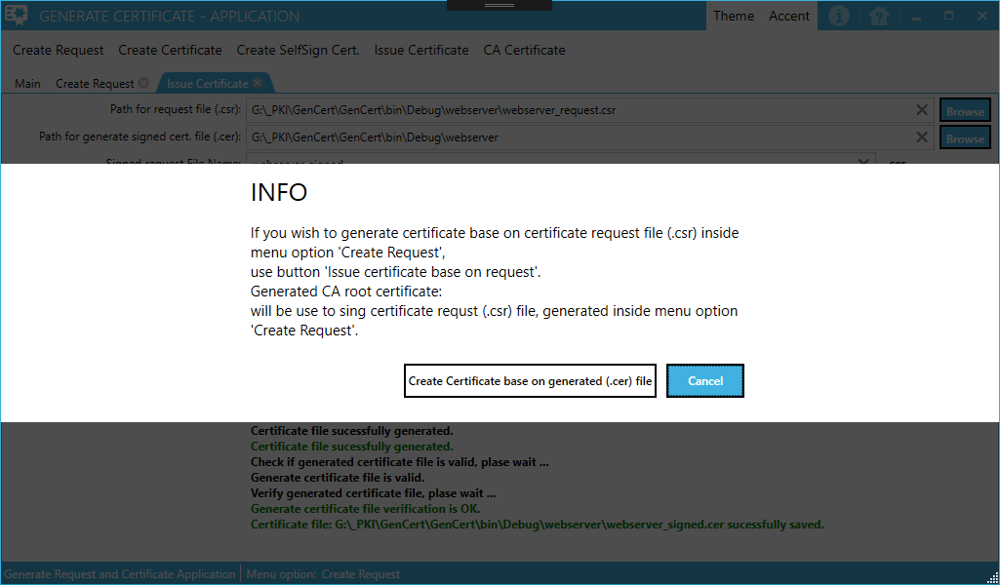 GENERATE CERTIFICATE - APPLICATION
Theme Accent
Create Request Create Certificate Create SelfSign Cert. Issue Certificate CA Certificate
Main Create Request Issue Certificate
Path for request file (.csr): G:\_PKI\GenCert\GenCert\bin\Debug\webserver\webserver_request.csr Browse
Path for generate signed cert. file (.cer): G:\_PKI\GenCert\GenCert\bin\Debug\webserver Browse
Signed request File Name: webserver_signed .cer
INFO
If you wish to generate certificate base on certificate request file (.csr) inside
menu option 'Create Request',
use button 'Issue certificate base on request'.
Generated CA root certificate:
will be use to sing certificate requst (.csr) file, generated inside menu option
'Create Request'.
Create Certificate base on generated (.cer) file Cancel
Certificate file sucessfully generated.
Certificate file sucessfully generated.
Check if generated certificate file is valid, plase wait ...
Generate certificate file is valid.
Verify generated certificate file, plase wait ...
Generate certificate file verification is OK.
Certificate file: G:\_PKI\GenCert\GenCert\bin\Debug\webserver\webserver_signed.cer sucessfully saved.
Generate Request and Certificate Application Menu option: Create Request